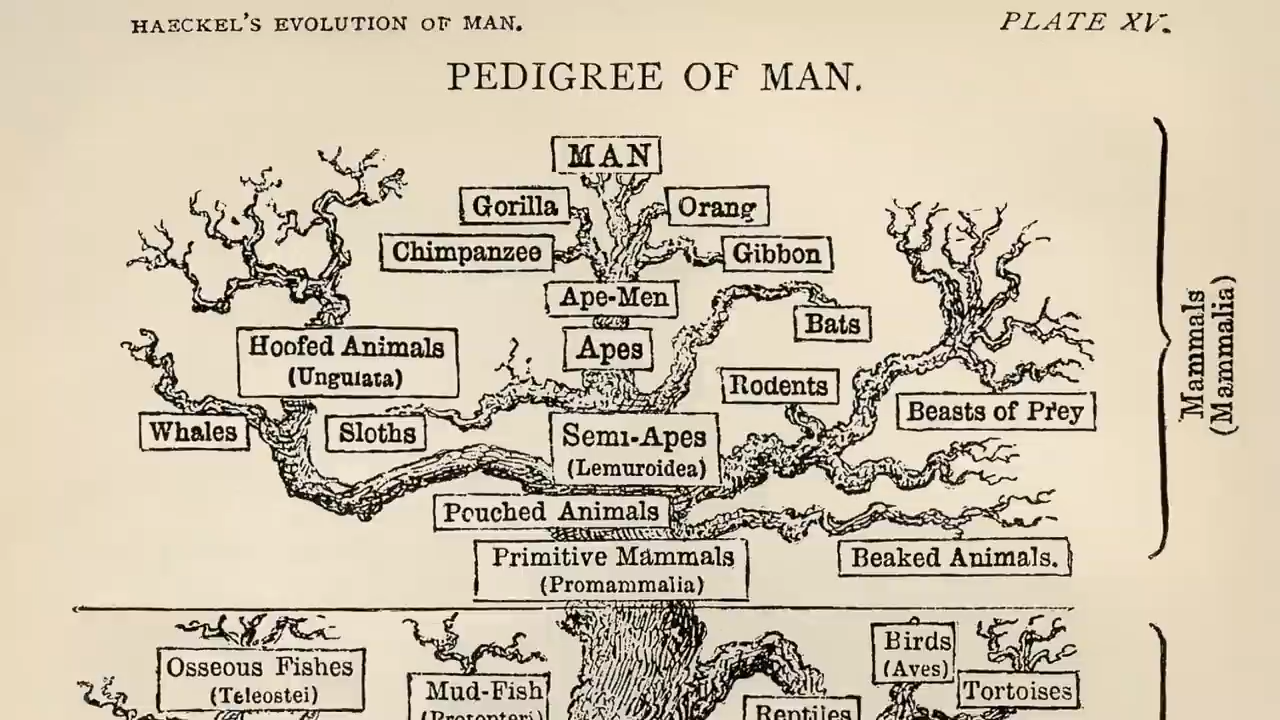 HAECKEL'S EVOLUTION OF MAN.
PLATE XV.
PEDIGREE OF MAN.
MAN
Gorilla
Orang
Chimpanzee
Gibbon
Ape-Men
Bats
Hoofed Animals
(Ungulata)
Apes
Rodents
Beasts of Prey
Whales
Sloths
Semi-Apes
(Lemuroidea)
Pouched Animals
Primitive Mammals
(Promammalia)
Beaked Animals.
Mammals
(Mammalia)
Osseous Fishes
(Teleostei)
Mud-Fish
(Protopteri)
Birds
(Aves)
Tortoises
Reptiles